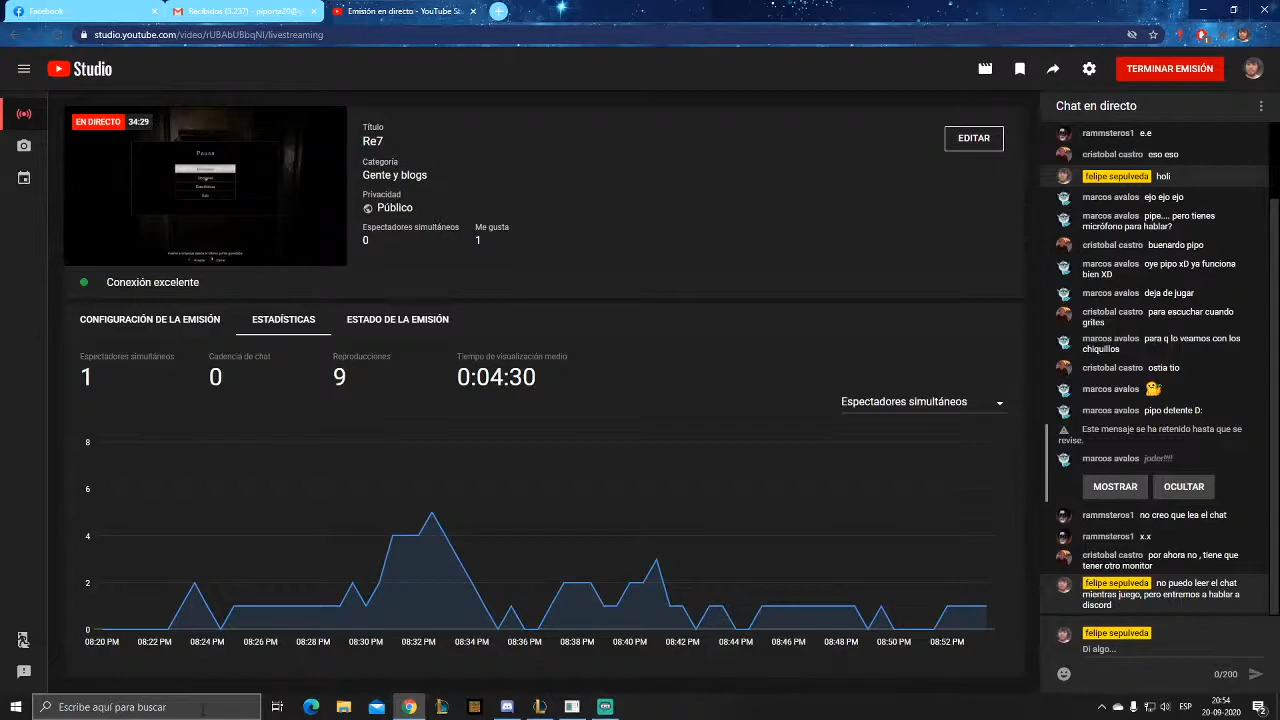 Facebook
Recibidos (3.237) – piporta20@
Emisión en directo - YouTube St
studio.youtube.com/video/rUBAbUBbqNI/livestreaming
Studio
TERMINAR EMISIÓN
EN DIRECTO 34:29
Pausa
Estadísticas
Salir
Título
Re7
Categoría
Gente y blogs
Privacidad
Público
Espectadores simultáneos
Me gusta
0
1
EDITAR
Conexión excelente
CONFIGURACIÓN DE LA EMISIÓN
ESTADÍSTICAS
ESTADO DE LA EMISIÓN
Espectadores simultáneos
Cadencia de chat
Reproducciones
Tiempo de visualización medio
1
0
9
0:04:30
Espectadores simultáneos
8
6
4
2
0
08:20 PM
08:22 PM
08:24 PM
08:26 PM
08:28 PM
08:30 PM
08:32 PM
08:34 PM
08:36 PM
08:38 PM
08:40 PM
08:42 PM
08:44 PM
08:46 PM
08:48 PM
08:50 PM
08:52 PM
Chat en directo
rammsteros1 e.e
cristobal castro eso eso
felipe sepulveda holi
marcos avalos ejo ejo ejo
marcos avalos pipe.... pero tienes
micrófono para hablar?
cristobal castro buenardo pipo
marcos avalos oye pipo xD ya funciona
bien XD
marcos avalos deja de jugar
cristobal castro para escuchar cuando
grites
marcos avalos para q lo veamos con los
chiquillos
cristobal castro ostia tio
marcos avalos
marcos avalos pipo detente D:
Este mensaje se ha retenido hasta que se
revise.
marcos avalos joder!!!!
MOSTRAR
OCULTAR
rammsteros1 no creo que lea el chat
rammsteros1 x.x
cristobal castro por ahora no , tiene que
tener otro monitor
felipe sepulveda no puedo leer el chat
mientras juego, pero entremos a hablar a
discord
felipe sepulveda
Di algo...
0/200
Escribe aquí para buscar
ESP
20:54
20-09-2020